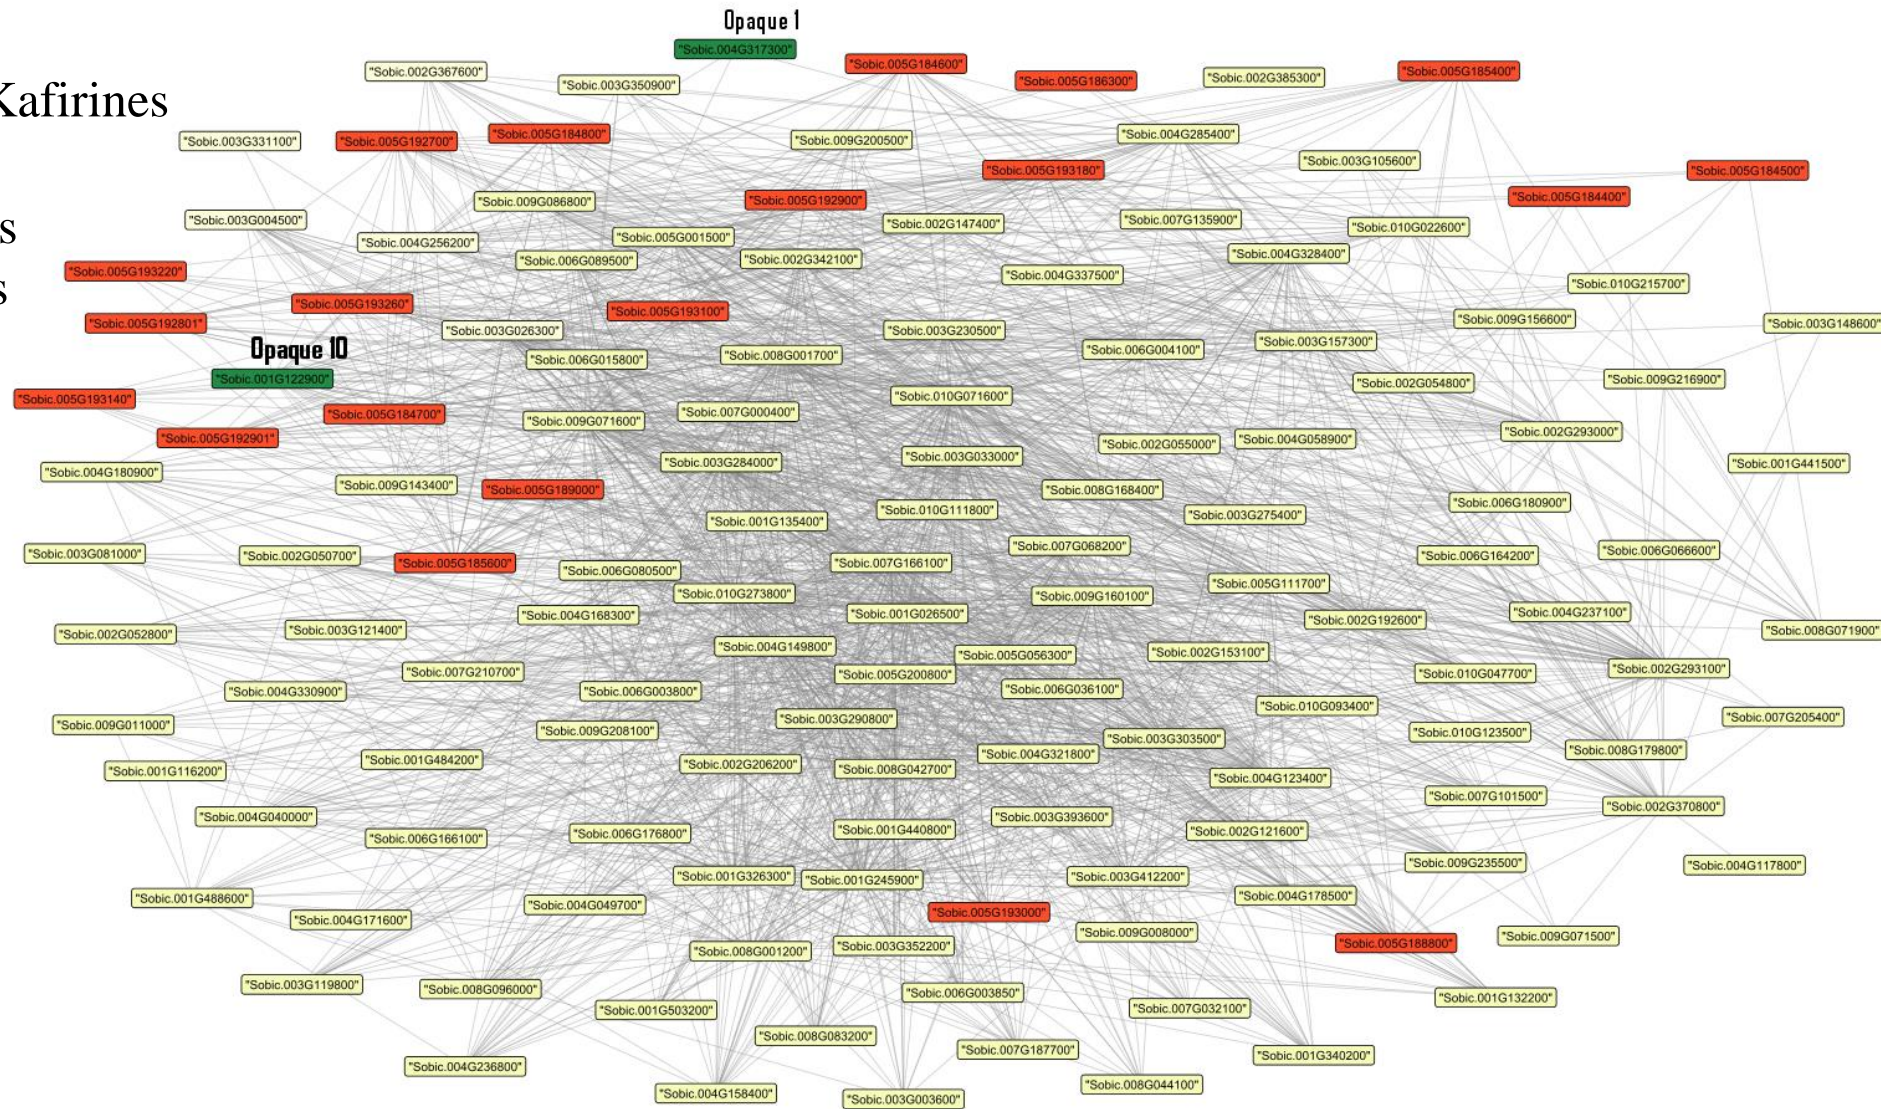 Opaque 1
"Sobic.004G317300"
"Sobic.005G184600"
"Sobic.002G367600"
"Sobic.003G350900"
"Sobic.005G186300"
"Sobic.002G385300"
"Sobic.005G185400"
Kafirines
"Sobic.003G331100"
"Sobic.005G192700"
"Sobic.005G184800"
"Sobic.009G200500"
"Sobic.004G285400"
"Sobic.003G105600"
"Sobic.005G193180"
"Sobic.005G184500"
"Sobic.009G086800"
"Sobic.005G192900"
"Sobic.005G184400"
s
"Sobic.003G004500"
"Sobic.004G256200"
"Sobic.005G001500"
"Sobic.002G147400"
"Sobic.007G135900"
"Sobic.010G022600"
"Sobic.006G089500"
"Sobic.002G342100"
"Sobic.004G337500"
"Sobic.004G328400"
"Sobic.005G193220"
"Sobic.010G215700"
s
"Sobic.005G193260"
"Sobic.005G193100"
"Sobic.005G192801"
"Sobic.003G026300"
"Sobic.003G230500"
"Sobic.009G156600"
"Sobic.003G148600"
Opaque 10
"Sobic.006G015800"
"Sobic.008G001700"
"Sobic.006G004100"
"Sobic.003G157300"
"Sobic.001G122900"
"Sobic.002G054800"
"Sobic.009G216900"
"Sobic.005G193140"
"Sobic.005G184700"
"Sobic.009G071600"
"Sobic.007G000400"
"Sobic.010G071600"
"Sobic.005G192901"
"Sobic.002G055000"
"Sobic.004G058900"
"Sobic.002G293000"
"Sobic.004G180900"
"Sobic.003G284000"
"Sobic.003G033000"
"Sobic.001G441500"
"Sobic.009G143400"
"Sobic.005G189000"
"Sobic.008G168400"
"Sobic.006G180900"
"Sobic.001G135400"
"Sobic.010G111800"
"Sobic.003G275400"
"Sobic.003G081000"
"Sobic.002G050700"
"Sobic.005G185600"
"Sobic.006G080500"
"Sobic.007G166100"
"Sobic.007G068200"
"Sobic.006G164200"
"Sobic.006G066600"
"Sobic.010G273800"
"Sobic.009G160100"
"Sobic.005G111700"
"Sobic.004G168300"
"Sobic.001G026500"
"Sobic.002G192600"
"Sobic.004G237100"
"Sobic.002G052800"
"Sobic.003G121400"
"Sobic.008G071900"
"Sobic.004G149800"
"Sobic.005G056300"
"Sobic.002G153100"
"Sobic.007G210700"
"Sobic.005G200800"
"Sobic.010G047700"
"Sobic.002G293100"
"Sobic.004G330900"
"Sobic.006G003800"
"Sobic.006G036100"
"Sobic.009G011000"
"Sobic.009G208100"
"Sobic.003G290800"
"Sobic.010G093400"
"Sobic.007G205400"
"Sobic.003G303500"
"Sobic.010G123500"
"Sobic.001G116200"
"Sobic.001G484200"
"Sobic.002G206200"
"Sobic.008G042700"
"Sobic.004G321800"
"Sobic.004G123400"
"Sobic.008G179800"
"Sobic.004G040000"
"Sobic.003G393600"
"Sobic.007G101500"
"Sobic.002G370800"
"Sobic.006G166100"
"Sobic.006G176800"
"Sobic.001G440800"
"Sobic.002G121600"
"Sobic.001G326300"
"Sobic.001G245900"
"Sobic.003G412200"
"Sobic.009G235500"
"Sobic.004G117800"
"Sobic.001G488600"
"Sobic.004G171600"
"Sobic.004G049700"
"Sobic.005G193000"
"Sobic.004G178500"
"Sobic.008G001200"
"Sobic.003G352200"
"Sobic.009G008000"
"Sobic.005G188800"
"Sobic.009G071500"
"Sobic.003G119800"
"Sobic.008G096000"
"Sobic.006G003850"
"Sobic.001G132200"
"Sobic.001G503200"
"Sobic.007G032100"
"Sobic.008G083200"
"Sobic.007G187700"
"Sobic.001G340200"
"Sobic.004G236800"
"Sobic.004G158400"
"Sobic.003G003600"
"Sobic.008G044100"